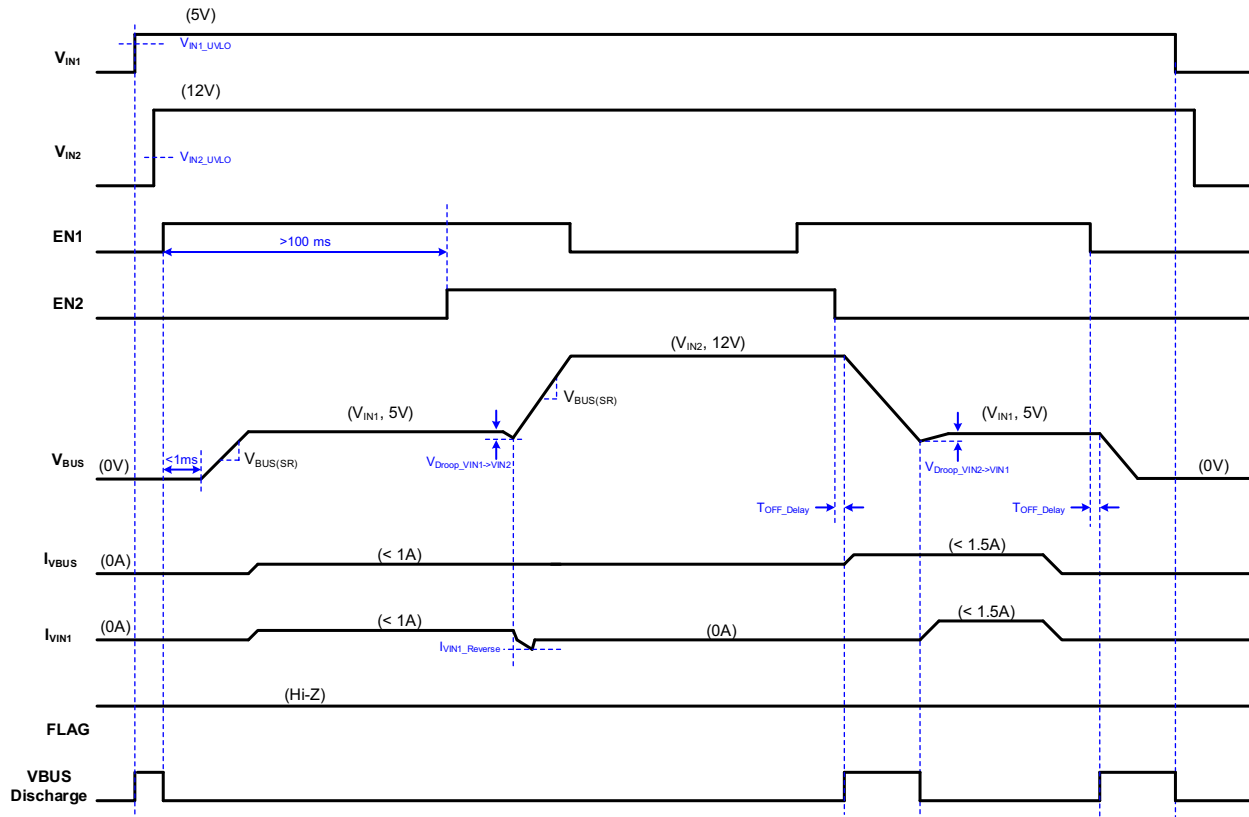 (5V)
VIN1_UVLO
VIN1
(12V)
VIN2
VIN2_UVLO
EN1
>100 ms
EN2
(VIN2, 12V)
VBUS(SR)
(VIN1, 5V)
(VIN1, 5V)
VBUS
(0V)
<1ms
VBUS(SR)
VDroop_VIN1->VIN2
VDroop_VIN2->VIN1
(0V)
TOFF_Delay
TOFF_Delay
IVBUS
(0A)
(< 1A)
(< 1.5A)
IVIN1
(0A)
(< 1A)
(0A)
(< 1.5A)
IVIN1_Reverse
(Hi-Z)
FLAG
VBUS
Discharge